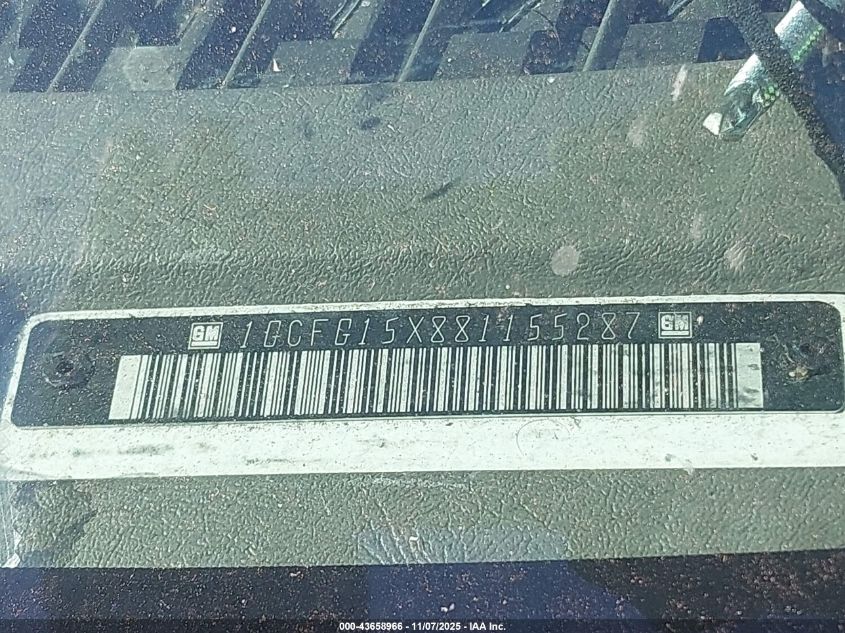 GM 1GCFG15X881155287 GM
000-43658966 - 11/07/2025 - IAA Inc.